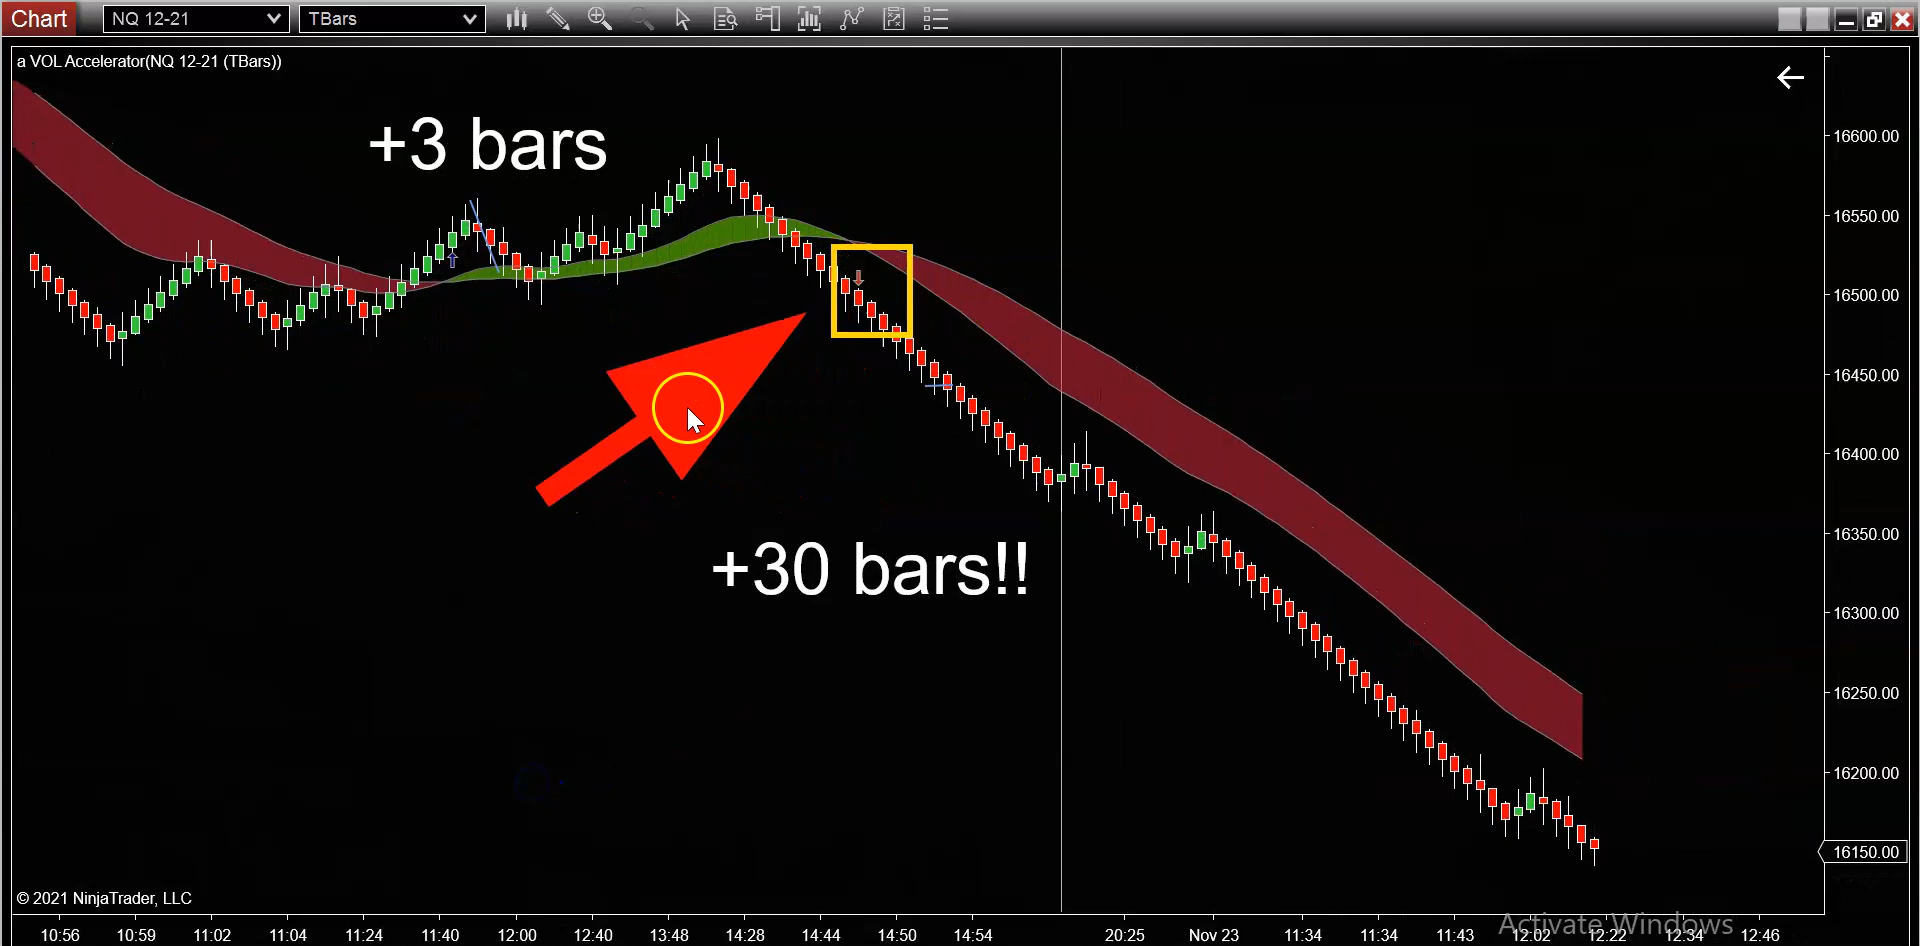 Chart NQ 12-21 TBars
a VOL Accelerator(NQ 12-21 (TBars))
+3 bars
+30 bars!!
16600.00
16550.00
16500.00
16450.00
16400.00
16350.00
16300.00
16250.00
16200.00
16150.00
© 2021 NinjaTrader, LLC
Activate Windows
10:56 10:59 11:02 11:04 11:24 11:40 12:00 12:40 13:48 14:28 14:44 14:50 14:54 20:25 Nov 23 11:34 11:34 11:43 12:02 12:22 12:34 12:46